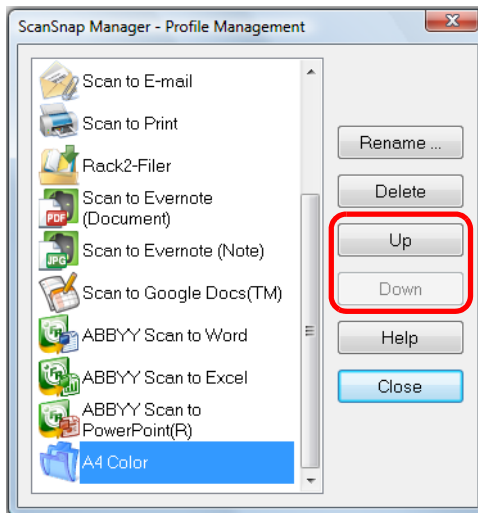 ScanSnap Manager - Profile Management
Scan to E-mail
Scan to Print
Rack2-Filer
Scan to Evernote
(Document)
Scan to Evernote (Note)
Scan to Google Docs(TM)
ABBYY Scan to Word
ABBYY Scan to Excel
ABBYY Scan to
PowerPoint(R)
A4 Color
PDF
JPG
Rename ...
Delete
Up
Down
Help
Close